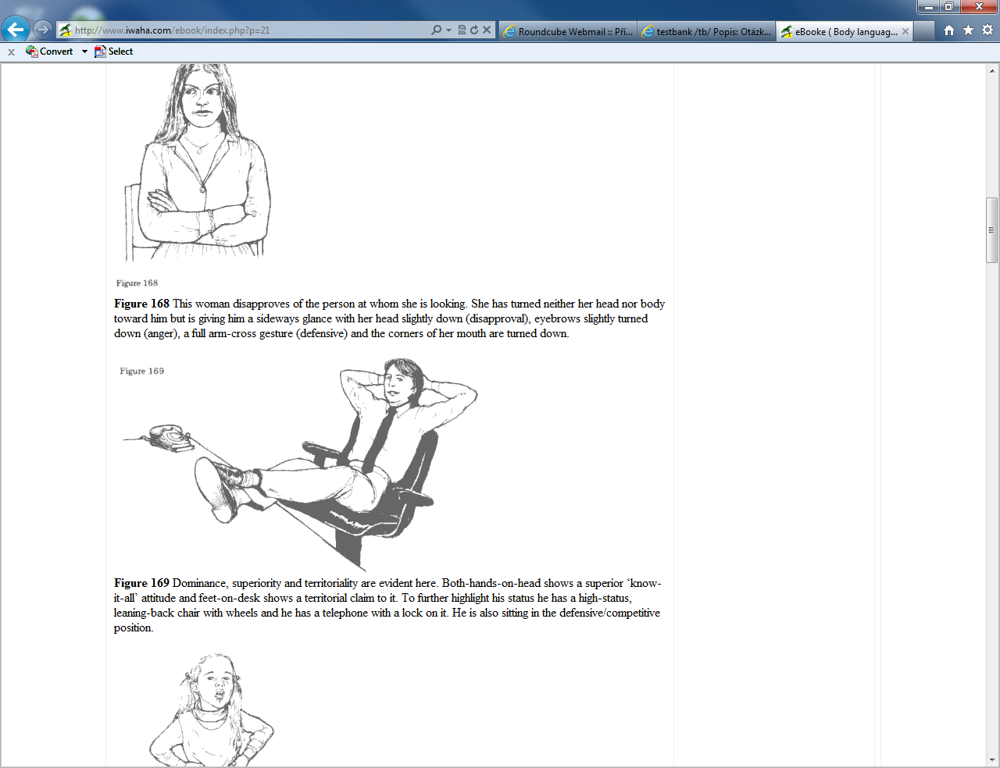 http://www.iwaha.com/ebook/index.php?p=21
Roundcube Webmail :: Pří...
testbank /tb/ Popis: Otázk...
eBooke ( Body languag...
x Convert Select
Figure 168
Figure 168 This woman disapproves of the person at whom she is looking. She has turned neither her head nor body
toward him but is giving him a sideways glance with her head slightly down (disapproval), eyebrows slightly turned
down (anger), a full arm-cross gesture (defensive) and the corners of her mouth are turned down.
Figure 169
Figure 169 Dominance, superiority and territoriality are evident here. Both-hands-on-head shows a superior ‘know-
it-all’ attitude and feet-on-desk shows a territorial claim to it. To further highlight his status he has a high-status,
leaning-back chair with wheels and he has a telephone with a lock on it. He is also sitting in the defensive/competitive
position.